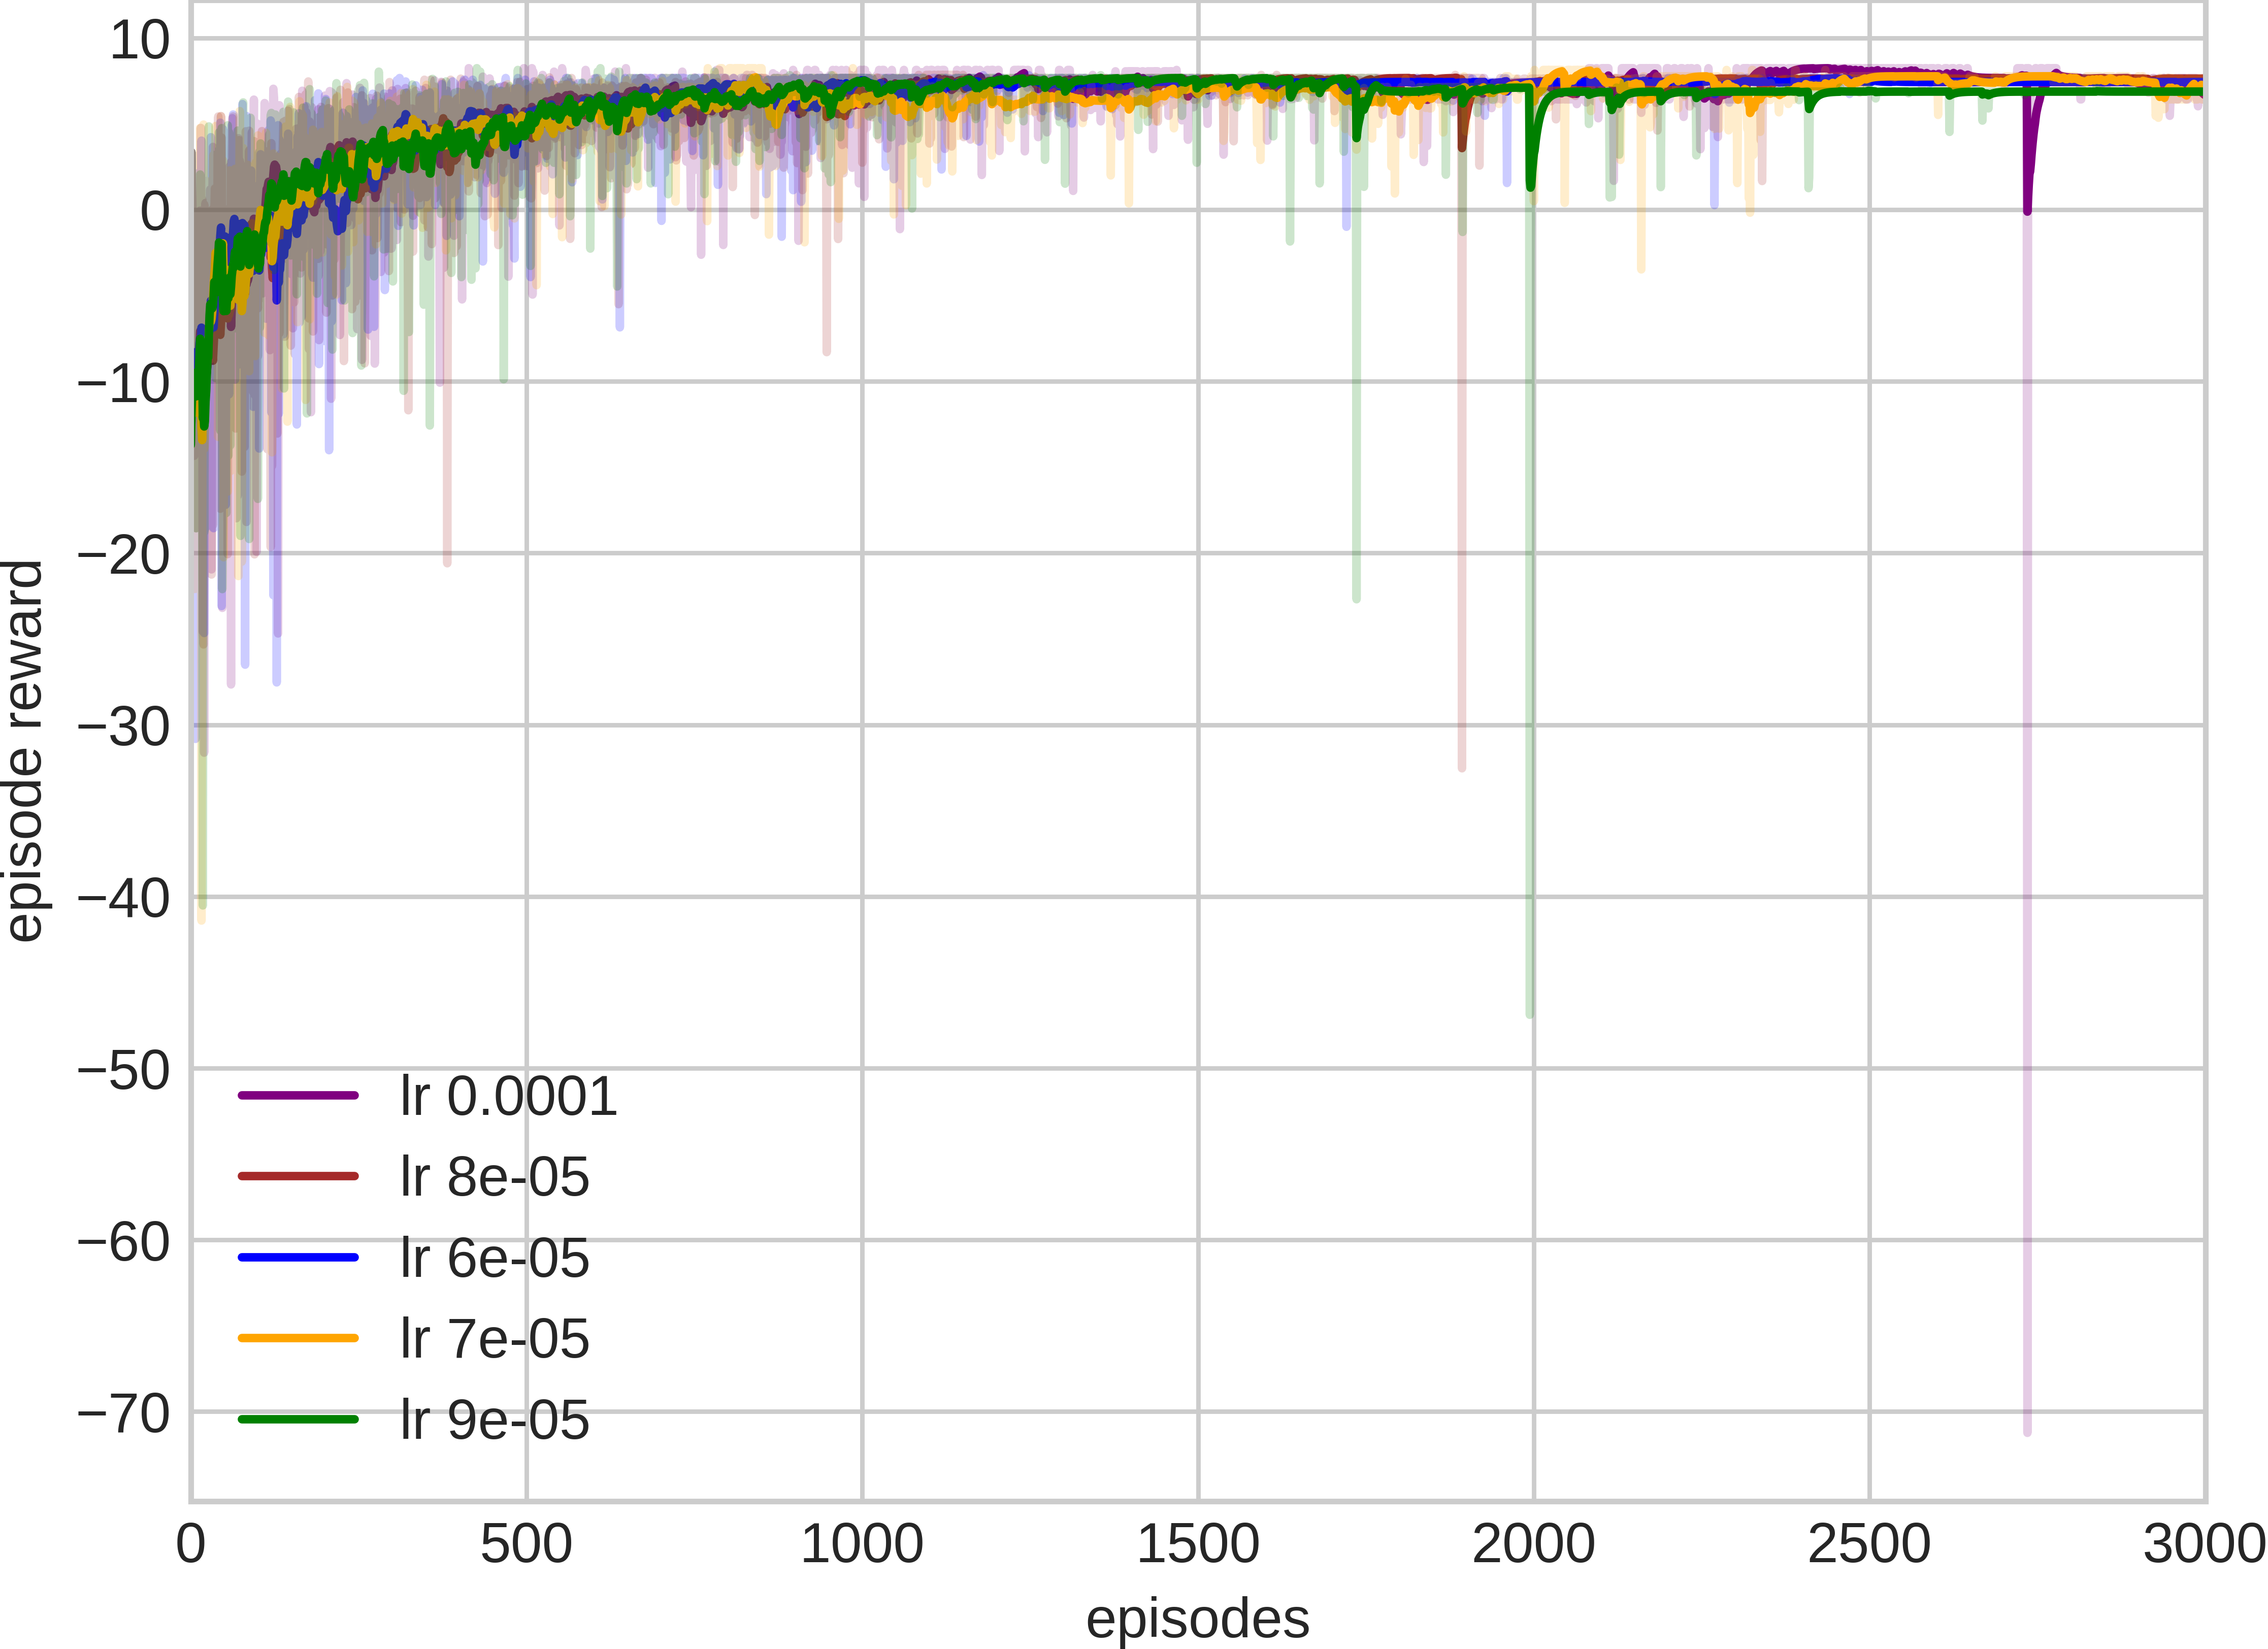 10
0
−10
−20
−30
−40
−50
−60
−70
episode reward
lr 0.0001
lr 8e-05
lr 6e-05
lr 7e-05
lr 9e-05
0 500 1000 1500 2000 2500 3000
episodes